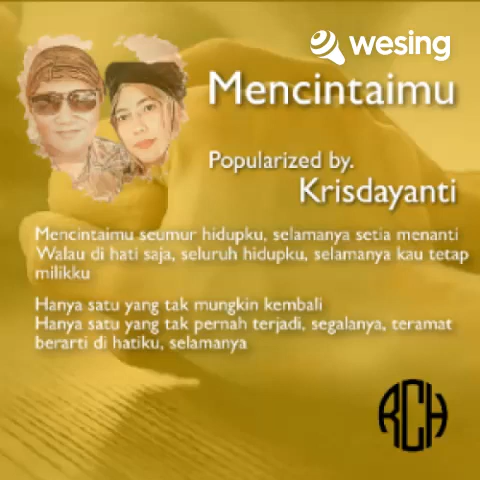 wesing
Mencintaimu
Popularized by.
Krisdayanti
Mencintaimu seumur hidupku, selamanya setia menanti
Walau di hati saja, seluruh hidupku, selamanya kau tetap
milikku
Hanya satu yang tak mungkin kembali
Hanya satu yang tak pernah terjadi, segalanya, teramat
berarti di hatiku, selamanya
RCH